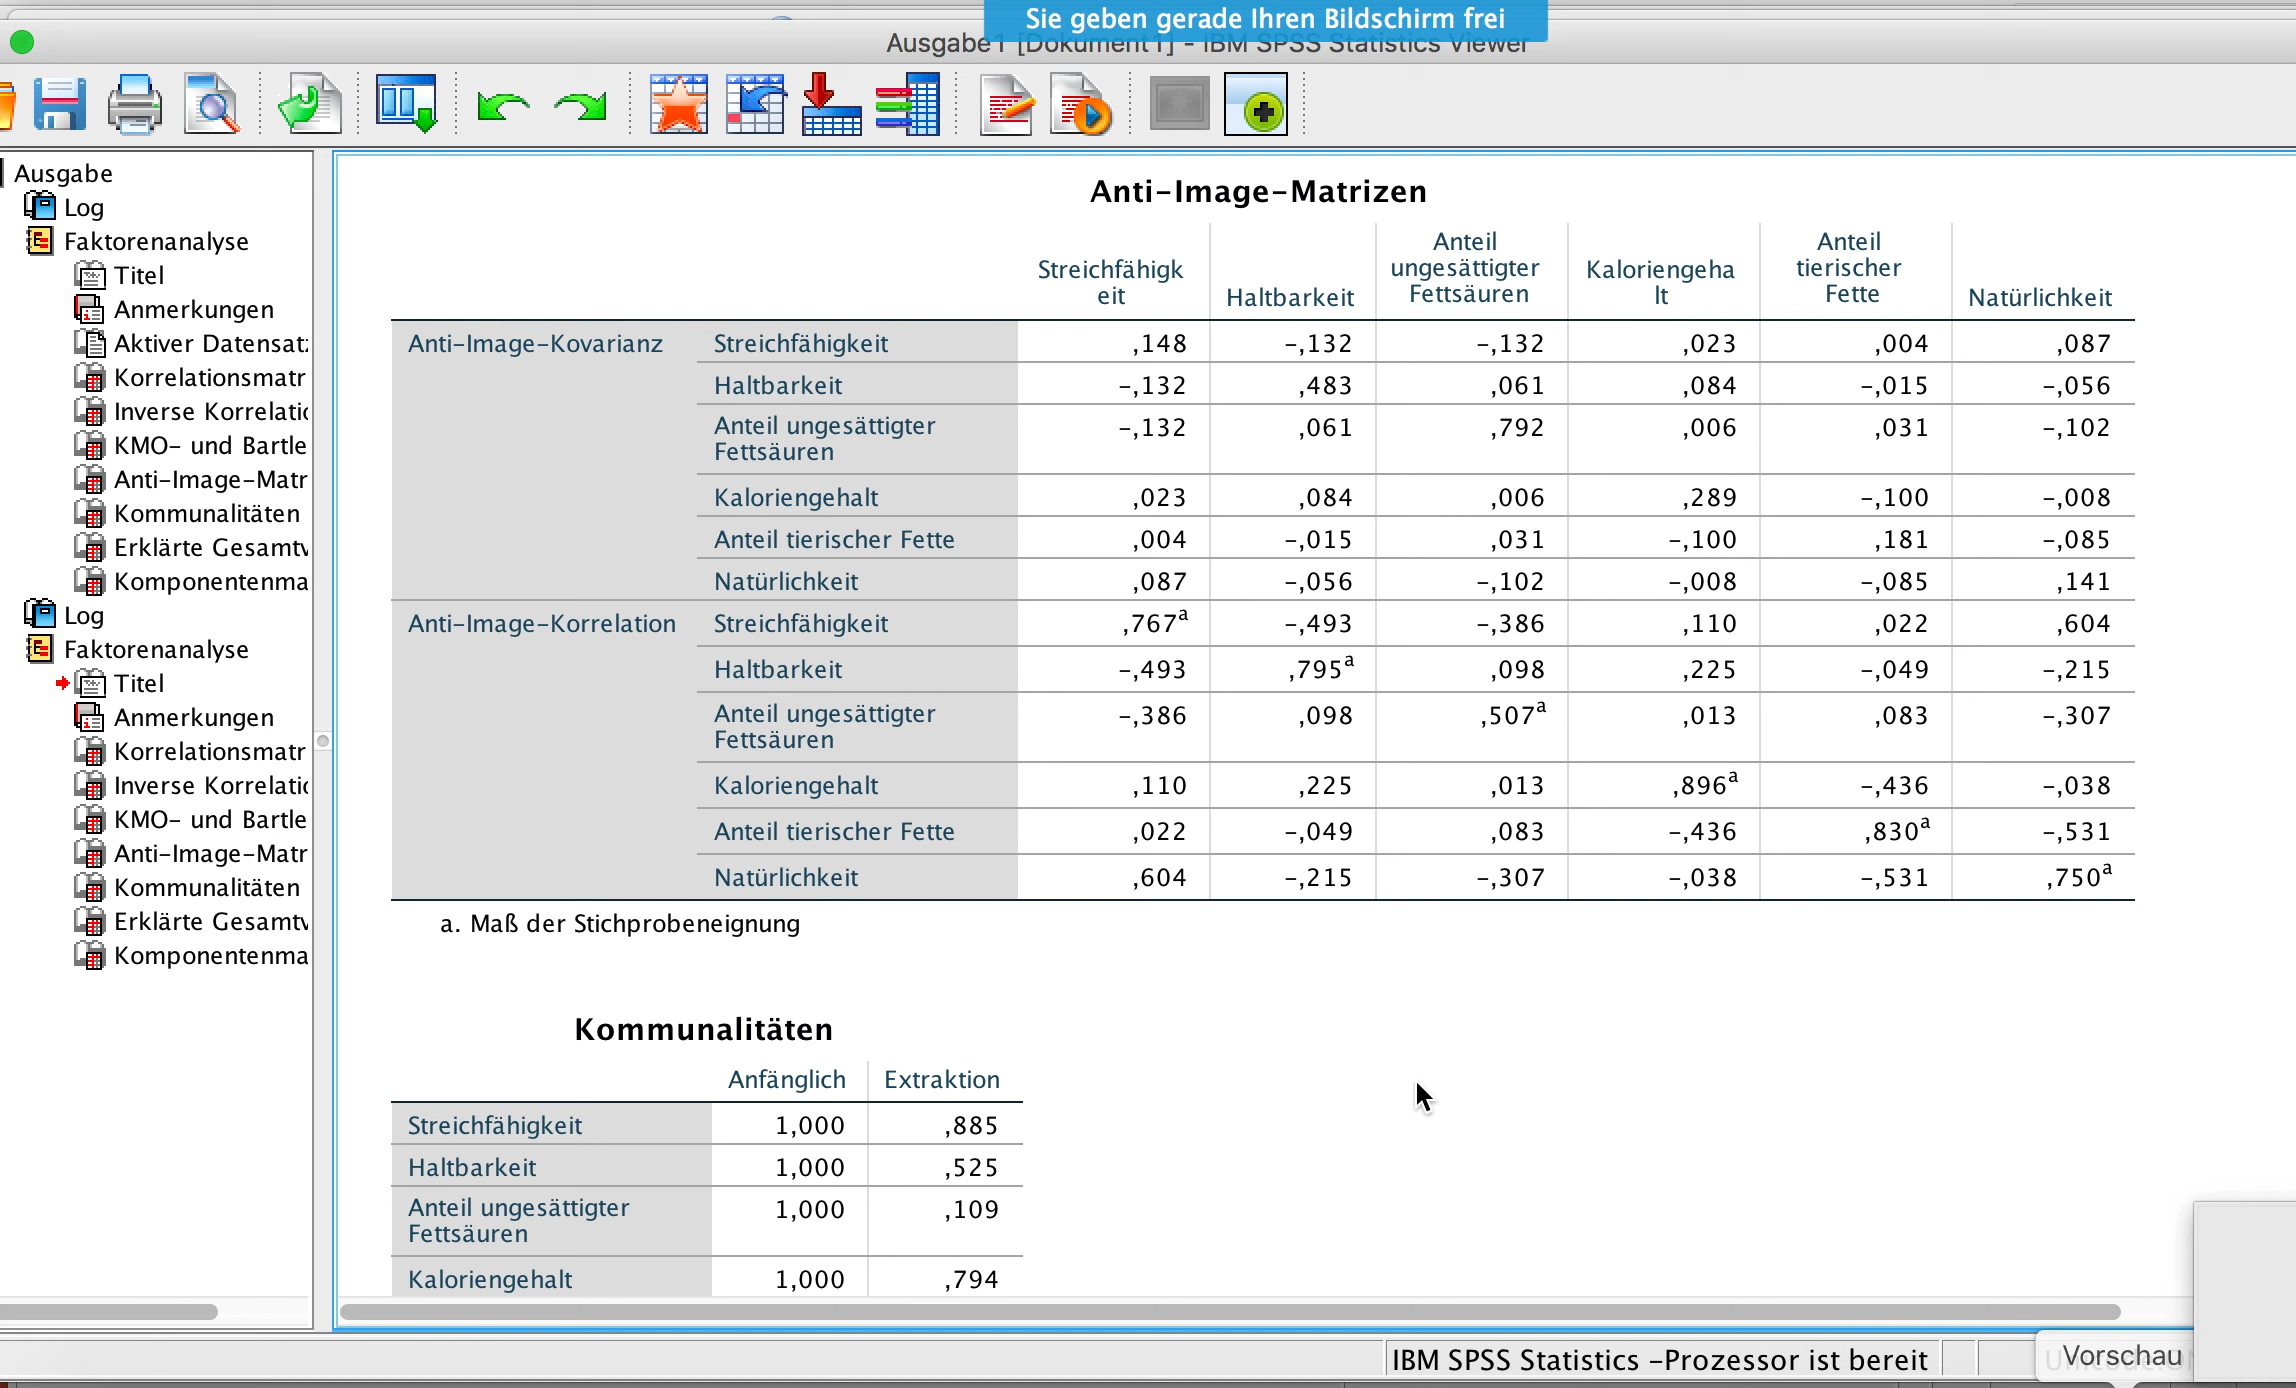 Sie geben gerade Ihren Bildschirm frei
Ausgabe1 [Dokument1] - IBM SPSS Statistics Viewer
Ausgabe
Log
Faktorenanalyse
Titel
Anmerkungen
Aktiver Datensat
Korrelationsmatr
Inverse Korrelati
KMO- und Bartle
Anti-Image-Matr
Kommunalitäten
Erklärte Gesamtv
Komponentenma
Log
Faktorenanalyse
Titel
Anmerkungen
Korrelationsmatr
Inverse Korrelati
KMO- und Bartle
Anti-Image-Matr
Kommunalitäten
Erklärte Gesamtv
Komponentenma
Anti-Image-Matrizen
Streichfähigk
eit
Haltbarkeit
Anteil
ungesättigter
Fettsäuren
Kaloriengeha
lt
Anteil
tierischer
Fette
Natürlichkeit
Anti-Image-Kovarianz Streichfähigkeit ,148 -,132 -,132 ,023 ,004 ,087
Haltbarkeit -,132 ,483 ,061 ,084 -,015 -,056
Anteil ungesättigter -,132 ,061 ,792 ,006 ,031 -,102
Fettsäuren
Kaloriengehalt ,023 ,084 ,006 ,289 -,100 -,008
Anteil tierischer Fette ,004 -,015 ,031 -,100 ,181 -,085
Natürlichkeit ,087 -,056 -,102 -,008 -,085 ,141
Anti-Image-Korrelation Streichfähigkeit ,767a -,493 -,386 ,110 ,022 ,604
Haltbarkeit -,493 ,795a ,098 ,225 -,049 -,215
Anteil ungesättigter -,386 ,098 ,507a ,013 ,083 -,307
Fettsäuren
Kaloriengehalt ,110 ,225 ,013 ,896a -,436 -,038
Anteil tierischer Fette ,022 -,049 ,083 -,436 ,830a -,531
Natürlichkeit ,604 -,215 -,307 -,038 -,531 ,750a
a. Maß der Stichprobeneignung
Kommunalitäten
Anfänglich Extraktion
Streichfähigkeit 1,000 ,885
Haltbarkeit 1,000 ,525
Anteil ungesättigter 1,000 ,109
Fettsäuren
Kaloriengehalt 1,000 ,794
IBM SPSS Statistics -Prozessor ist bereit
Vorschau